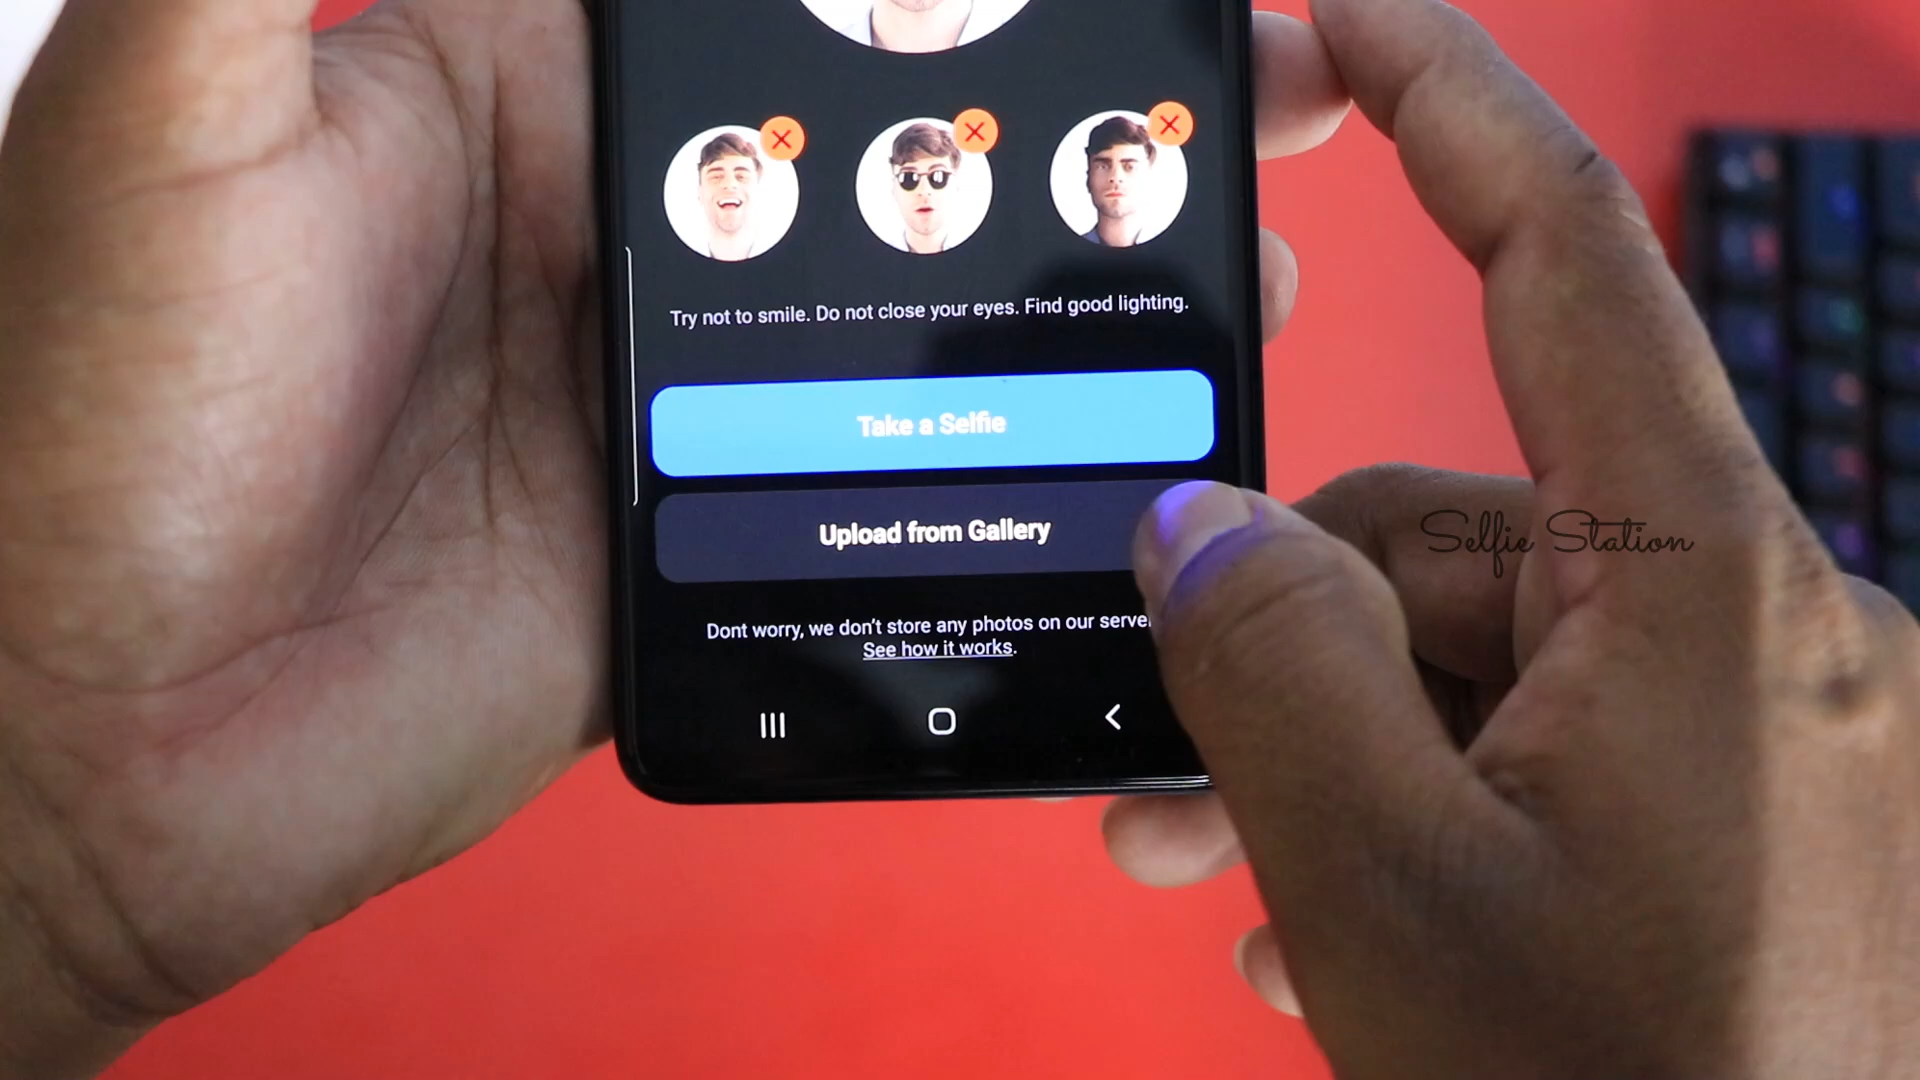 Try not to smile. Do not close your eyes. Find good lighting.
Take a Selfie
Upload from Gallery
Selfie Station
Dont worry, we don't store any photos on our
See how it works.